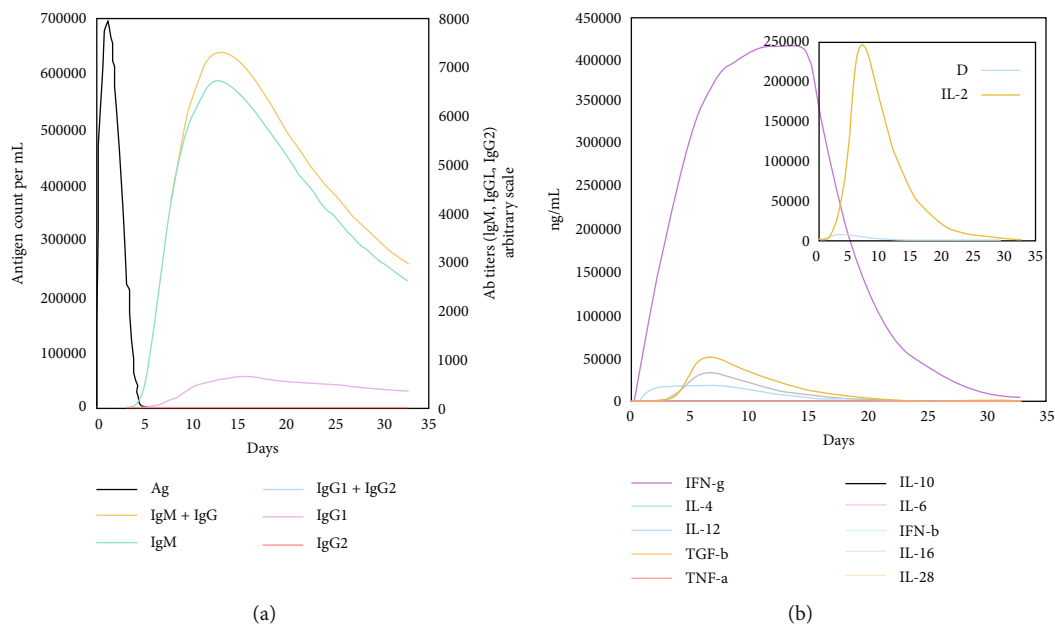 700000
600000
500000
400000
300000
200000
100000
0
Antigen count per mL
8000
7000
6000
5000
4000
3000
2000
1000
0
Ab titers (IgM, IgGL, IgG2)
arbitrary scale
0 5 10 15 20 25 30 35
Days
Ag
IgM + IgG
IgM
IgG1 + IgG2
IgG1
IgG2
(a)
450000
400000
350000
300000
250000
200000
150000
100000
50000
0
ng/mL
0 5 10 15 20 25 30 35
Days
250000
200000
150000
100000
50000
0
0 5 10 15 20 25 30 35
D
IL-2
IFN-g
IL-4
IL-12
TGF-b
TNF-a
IL-10
IL-6
IFN-b
IL-16
IL-28
(b)